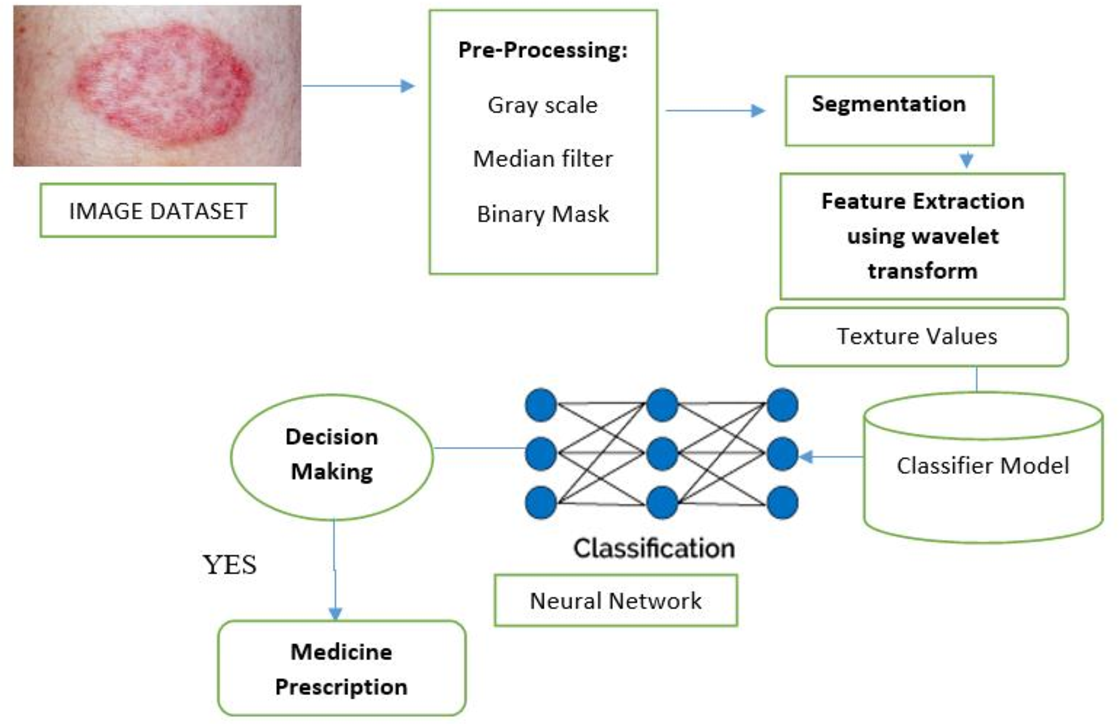 IMAGE DATASET
Pre-Processing:
Gray scale
Median filter
Binary Mask
Segmentation
Feature Extraction
using wavelet
transform
Texture Values
Classifier Model
Classification
Neural Network
Decision
Making
YES
Medicine
Prescription